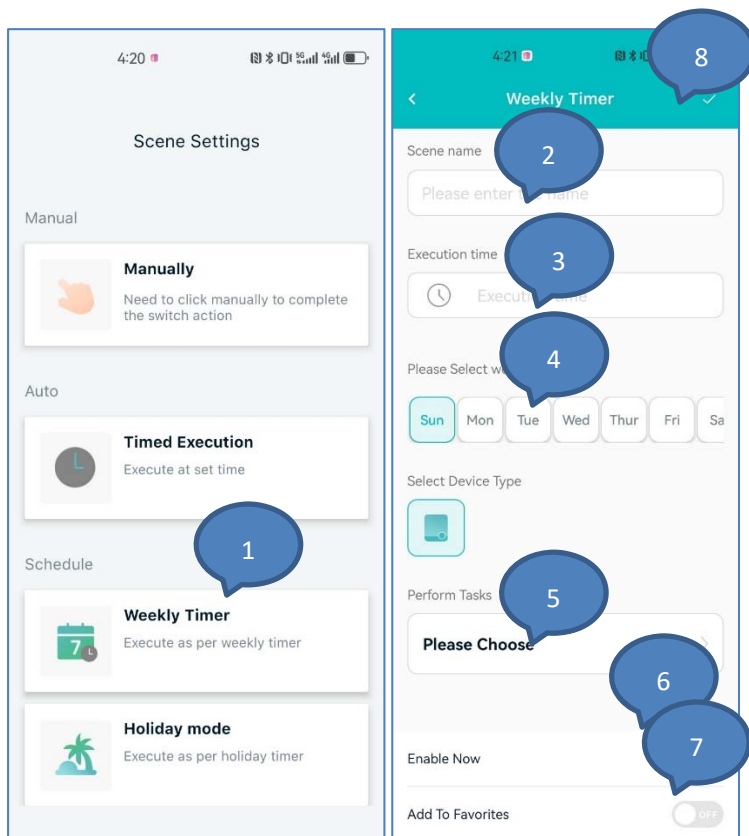 4:20
5G
4G
Scene Settings
Manual
Manually
Need to click manually to complete
the switch action
Auto
Timed Execution
Execute at set time
1
Schedule
7
Weekly Timer
Execute as per weekly timer
Holiday mode
Execute as per holiday timer
4:21
8
Weekly Timer
Scene name
2
Please enter name
Execution time
3
Please Select
4
Sun Mon Tue Wed Thur Fri Sa
Select Device Type
Perform Tasks
5
Please Choose
6
7
Enable Now
Add To Favorites
OFF